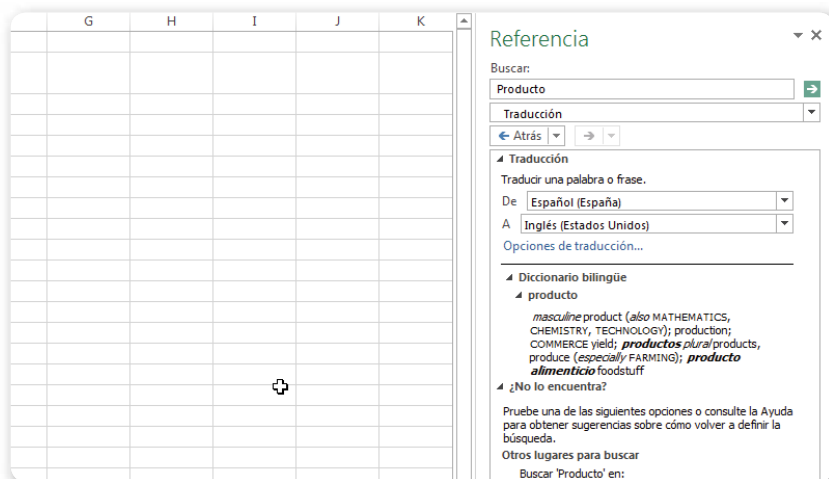 G H I J K
Referencia
Buscar:
Producto
Traducción
Atrás
Traducción
Traducir una palabra o frase.
De Español (España)
A Inglés (Estados Unidos)
Opciones de traducción...
Diccionario bilingüe
producto
masculine product (also MATHEMATICS,
CHEMISTRY, TECHNOLOGY); production;
COMMERCE yield; productos plural products,
produce (especially FARMING); producto
alimenticio foodstuff
¿No lo encuentra?
Pruebe una de las siguientes opciones o consulte la Ayuda
para obtener sugerencias sobre cómo volver a definir la
búsqueda.
Otros lugares para buscar
Buscar 'Producto' en: